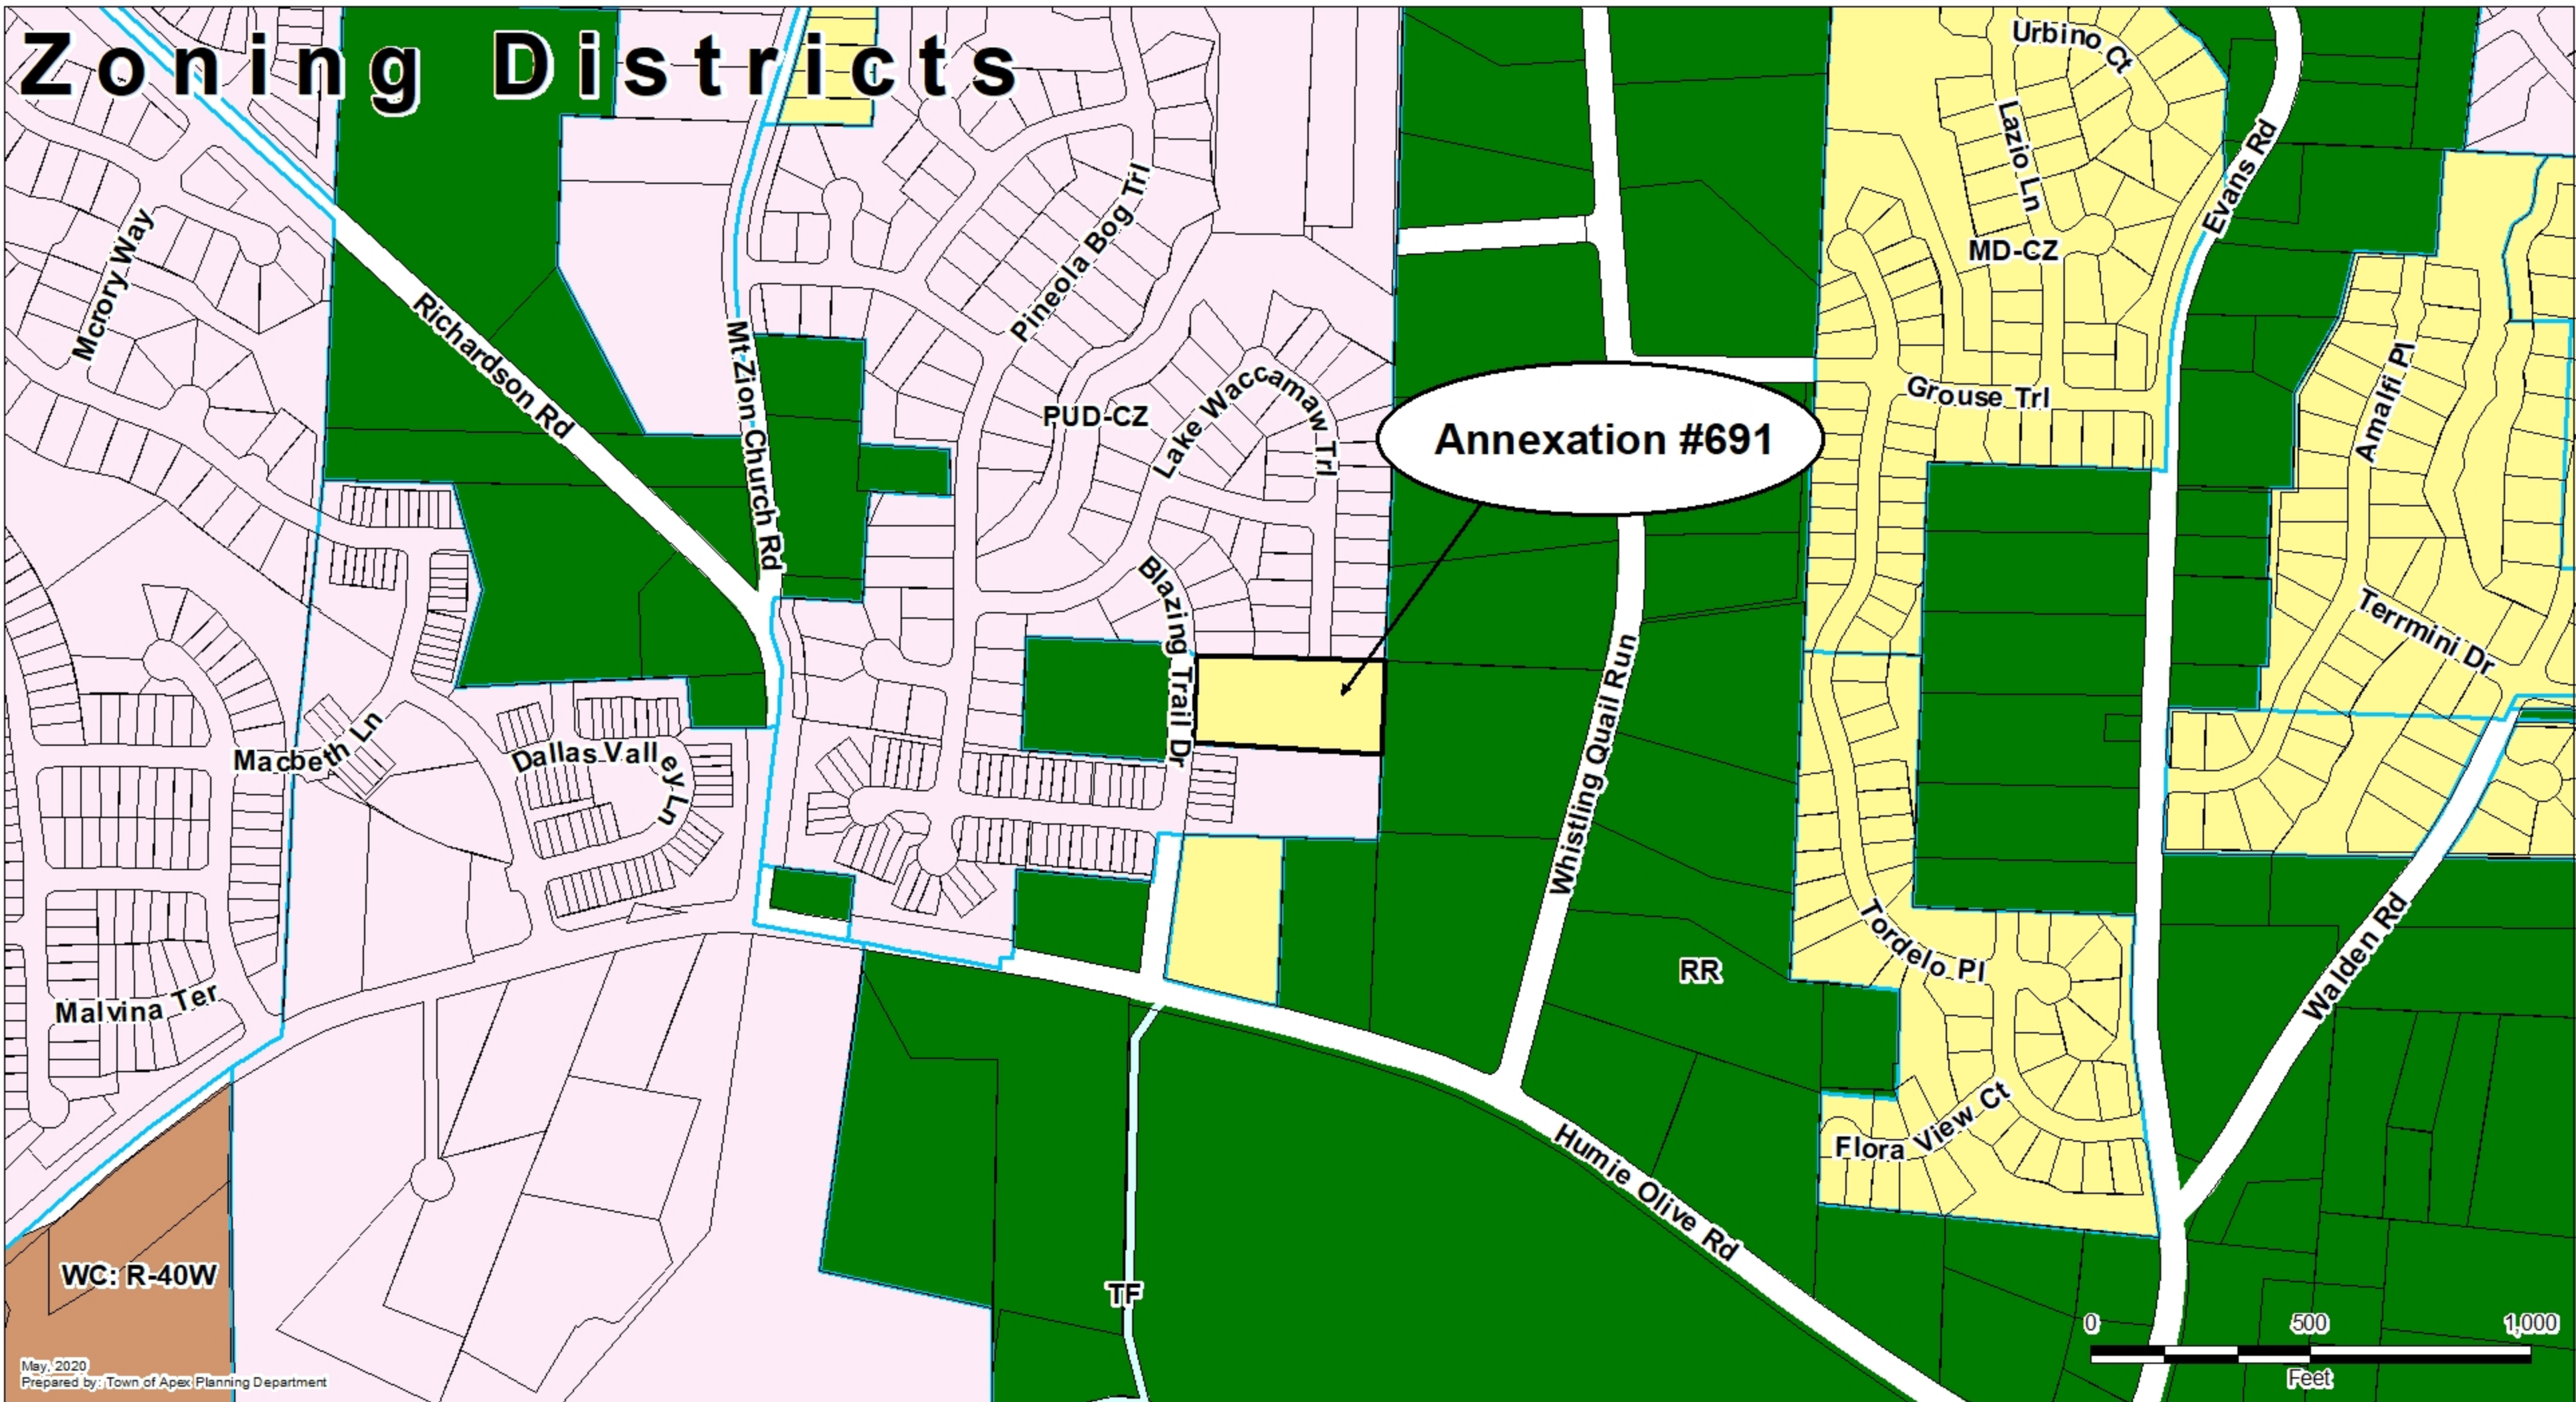 Zoning Districts
Urbino Ct
Lazio Ln
Evans Rd
Mcrory Way
Pineola Bog Trl
MD-CZ
Richardson Rd
Mt Zion Church Rd
PUD-CZ
Lake Waccamaw Trl
Grouse Trl
Amalfi Pl
Annexation #691
Blazing Trail Dr
Terrmini Dr
Whistling Quail Run
Macbeth Ln
Dallas Valley Ln
Tordelo Pl
RR
Walden Rd
Malvina Ter
Flora View Ct
Humie Olive Rd
WC: R-40W
TF
0 500 1,000
Feet
May, 2020
Prepared by: Town of Apex Planning Department